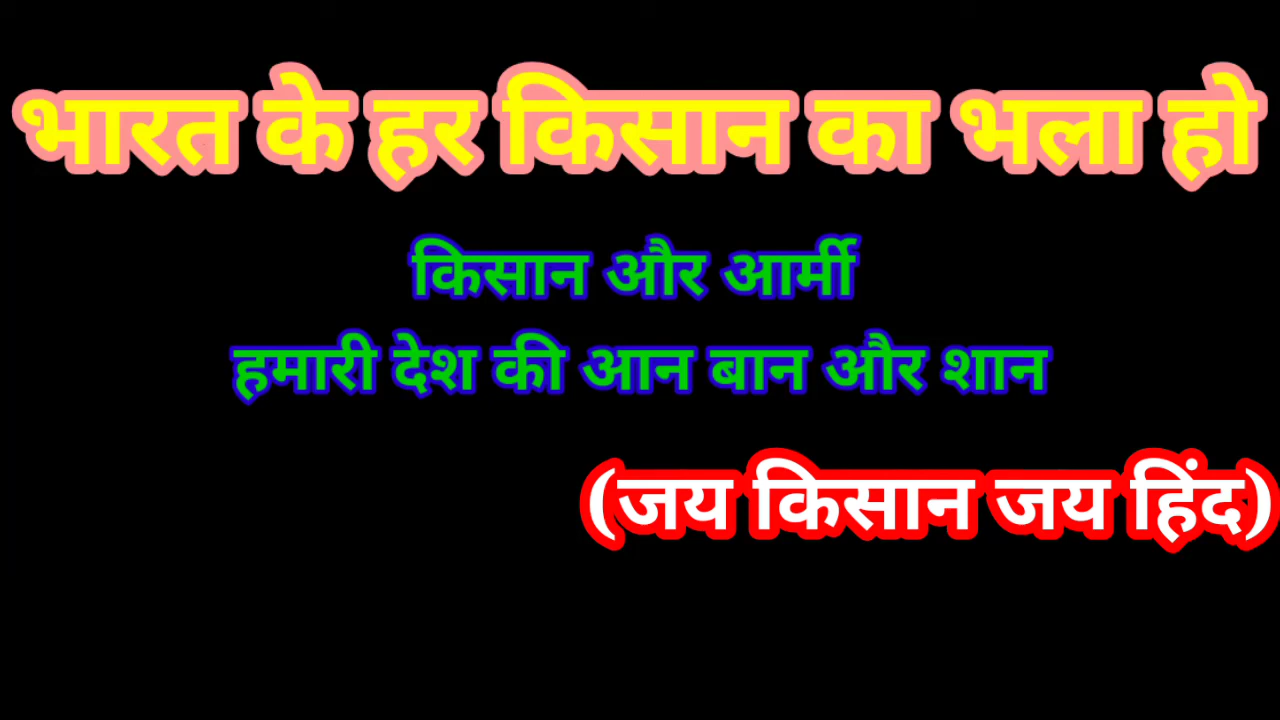 भारत के हर किसान का भला हो
किसान और आर्मी
हमारी देश की आन बान और शान
(जय किसान जय हिंद)